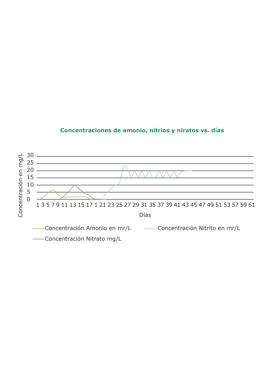 Concentraciones de amonio, nitrios y niratos vs. días
Concentración en mg/L
30
25
20
15
10
5
0
1 3 5 7 9 11 13 15 17 1 21 23 25 27 29 31 35 37 39 41 43 45 47 49 51 53 57 59 61
Días
Concentración Amonio en mr/L
Concentración Nitrito en mr/L
Concentración Nitrato mg/L